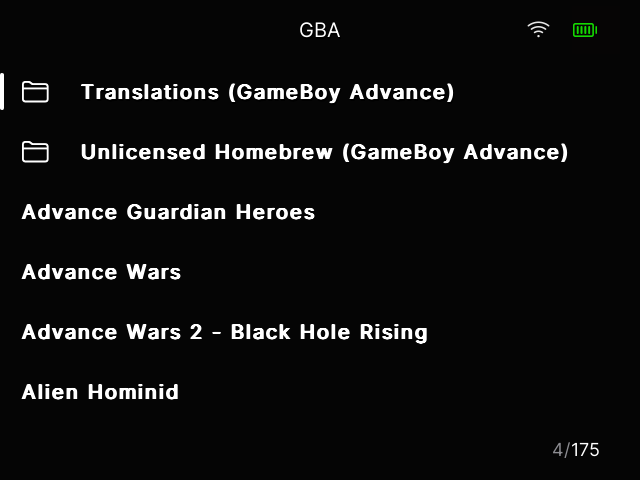 GBA
Translations (GameBoy Advance)
Unlicensed Homebrew (GameBoy Advance)
Advance Guardian Heroes
Advance Wars
Advance Wars 2 - Black Hole Rising
Alien Hominid
4/175